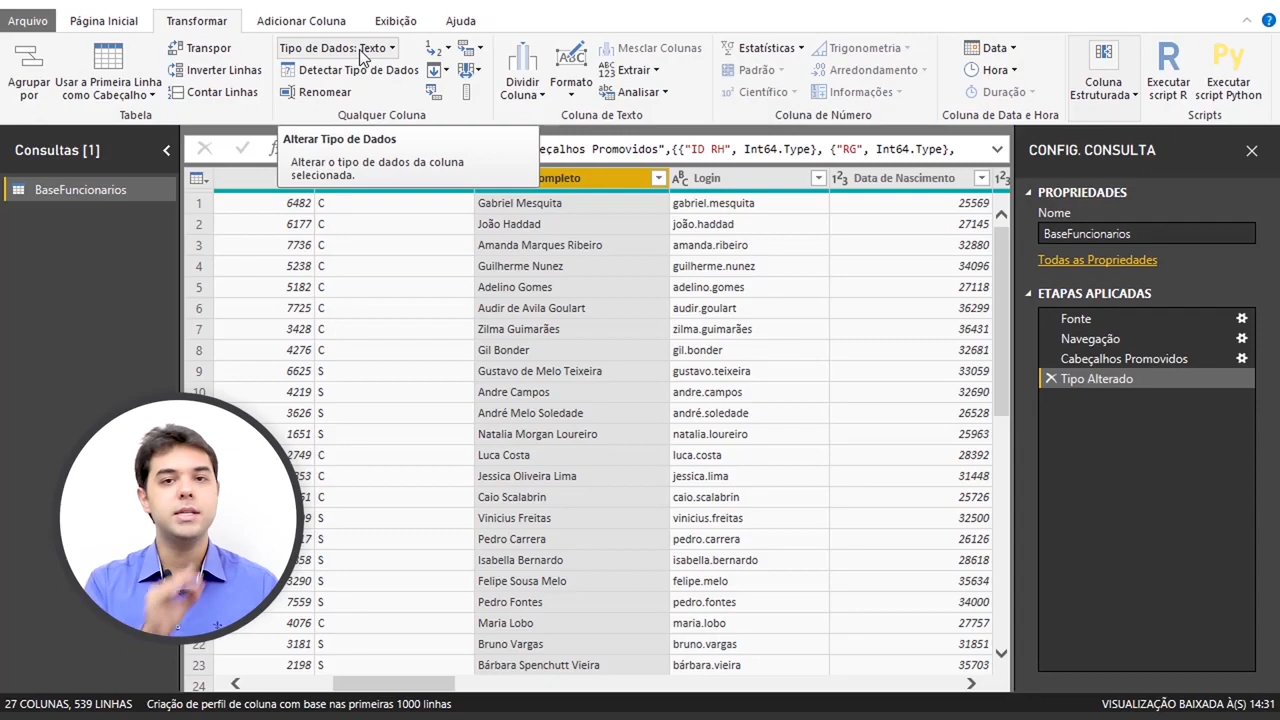 Arquivo Página Inicial Transformar Adicionar Coluna Exibição Ajuda
Agrupar por
Usar a Primeira Linha como Cabeçalho
Transpor
Inverter Linhas
Contar Linhas
Tabela
Tipo de Dados: Texto
Detectar Tipo de Dados
Renomear
Qualquer Coluna
Dividir Coluna
Formato
Mesclar Colunas
Extrair
Analisar
Coluna de Texto
Estatísticas
Padrão
Científico
Trigonometria
Arredondamento
Informações
Coluna de Número
Data
Hora
Duração
Coluna de Data e Hora
Coluna Estruturada
Executar script R
Executar script Python
Scripts
Alterar Tipo de Dados
Alterar o tipo de dados da coluna
selecionada.
Consultas [1]
BaseFuncionarios
eçalhos Promovidos",{{"ID RH", Int64.Type}, {"RG", Int64.Type},
ompleto Login Data de Nascimento
1 6482 C Gabriel Mesquita gabriel.mesquita 25569
2 6177 C João Haddad joão.haddad 27145
3 7736 C Amanda Marques Ribeiro amanda.ribeiro 32880
4 5238 C Guilherme Nunez guilherme.nunez 34096
5 5182 C Adelino Gomes adelino.gomes 27118
6 7725 C Audir de Avila Goulart audir.goulart 36299
7 3428 C Zilma Guimarães zilma.guimarães 36431
8 4276 C Gil Bonder gil.bonder 32681
9 6625 S Gustavo de Melo Teixeira gustavo.teixeira 33059
10 4219 S Andre Campos andre.campos 32690
3626 S André Melo Soledade andré.soledade 26528
1651 S Natalia Morgan Loureiro natalia.loureiro 25963
2749 C Luca Costa luca.costa 28392
353 C Jessica Oliveira Lima jessica.lima 31448
51 C Caio Scalabrin caio.scalabrin 25726
9 S Vinicius Freitas vinicius.freitas 32500
17 S Pedro Carrera pedro.carrera 26126
358 S Isabella Bernardo isabella.bernardo 28618
3290 S Felipe Sousa Melo felipe.melo 35634
7559 S Pedro Fontes pedro.fontes 34000
4076 C Maria Lobo maria.lobo 27757
22 3181 S Bruno Vargas bruno.vargas 31851
23 2198 S Bárbara Spenchutt Vieira bárbara.vieira 35703
24
CONFIG. CONSULTA
PROPRIEDADES
Nome
BaseFuncionarios
Todas as Propriedades
ETAPAS APLICADAS
Fonte
Navegação
Cabeçalhos Promovidos
Tipo Alterado
27 COLUNAS, 539 LINHAS Criação de perfil de coluna com base nas primeiras 1000 linhas VISUALIZAÇÃO BAIXADA À(S) 14:31